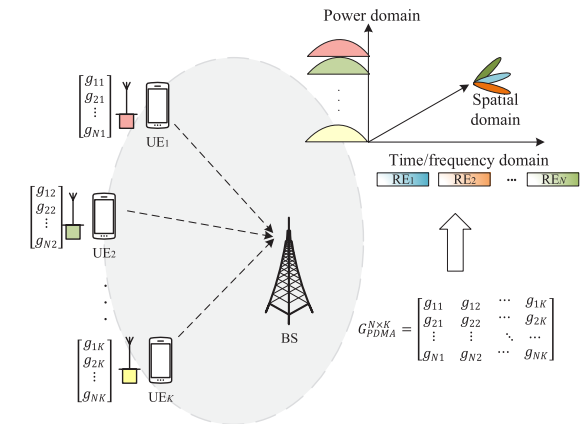 Power domain
Spatial
domain
Time/frequency domain
RE1 RE2 ··· REN
g11
g21
⋮
gN1
UE1
g12
g22
⋮
gN2
UE2
g1K
g2K
⋮
gNK
UEK
BS
G^{N×K}_{PDMA} =
g11 g12 ··· g1K
g21 g22 ··· g2K
⋮ ⋮ ⋱ ···
gN1 gN2 ··· gNK